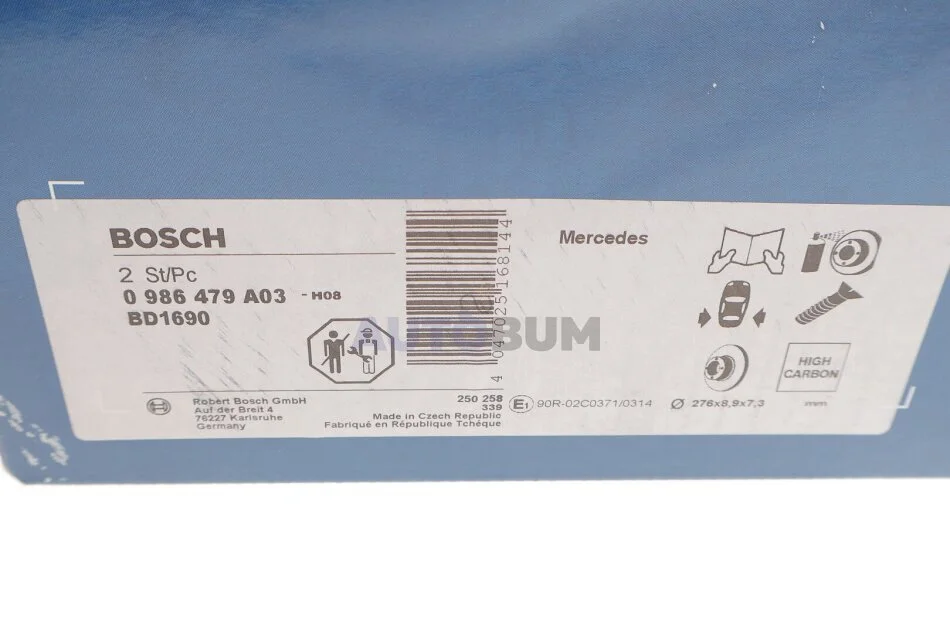 BOSCH
2 St/Pc
0 986 479 A03 - H08
BD1690
4 047025 168144
Mercedes
HIGH
CARBON
Robert Bosch GmbH
Auf der Breit 4
76227 Karlsruhe
Germany
250 258
339
Made in Czech Republic
Fabriqué en République Tchéque
E1 90R-02C0371/0314
Ø 276x8,9x7,3 mm
AUTOBUM